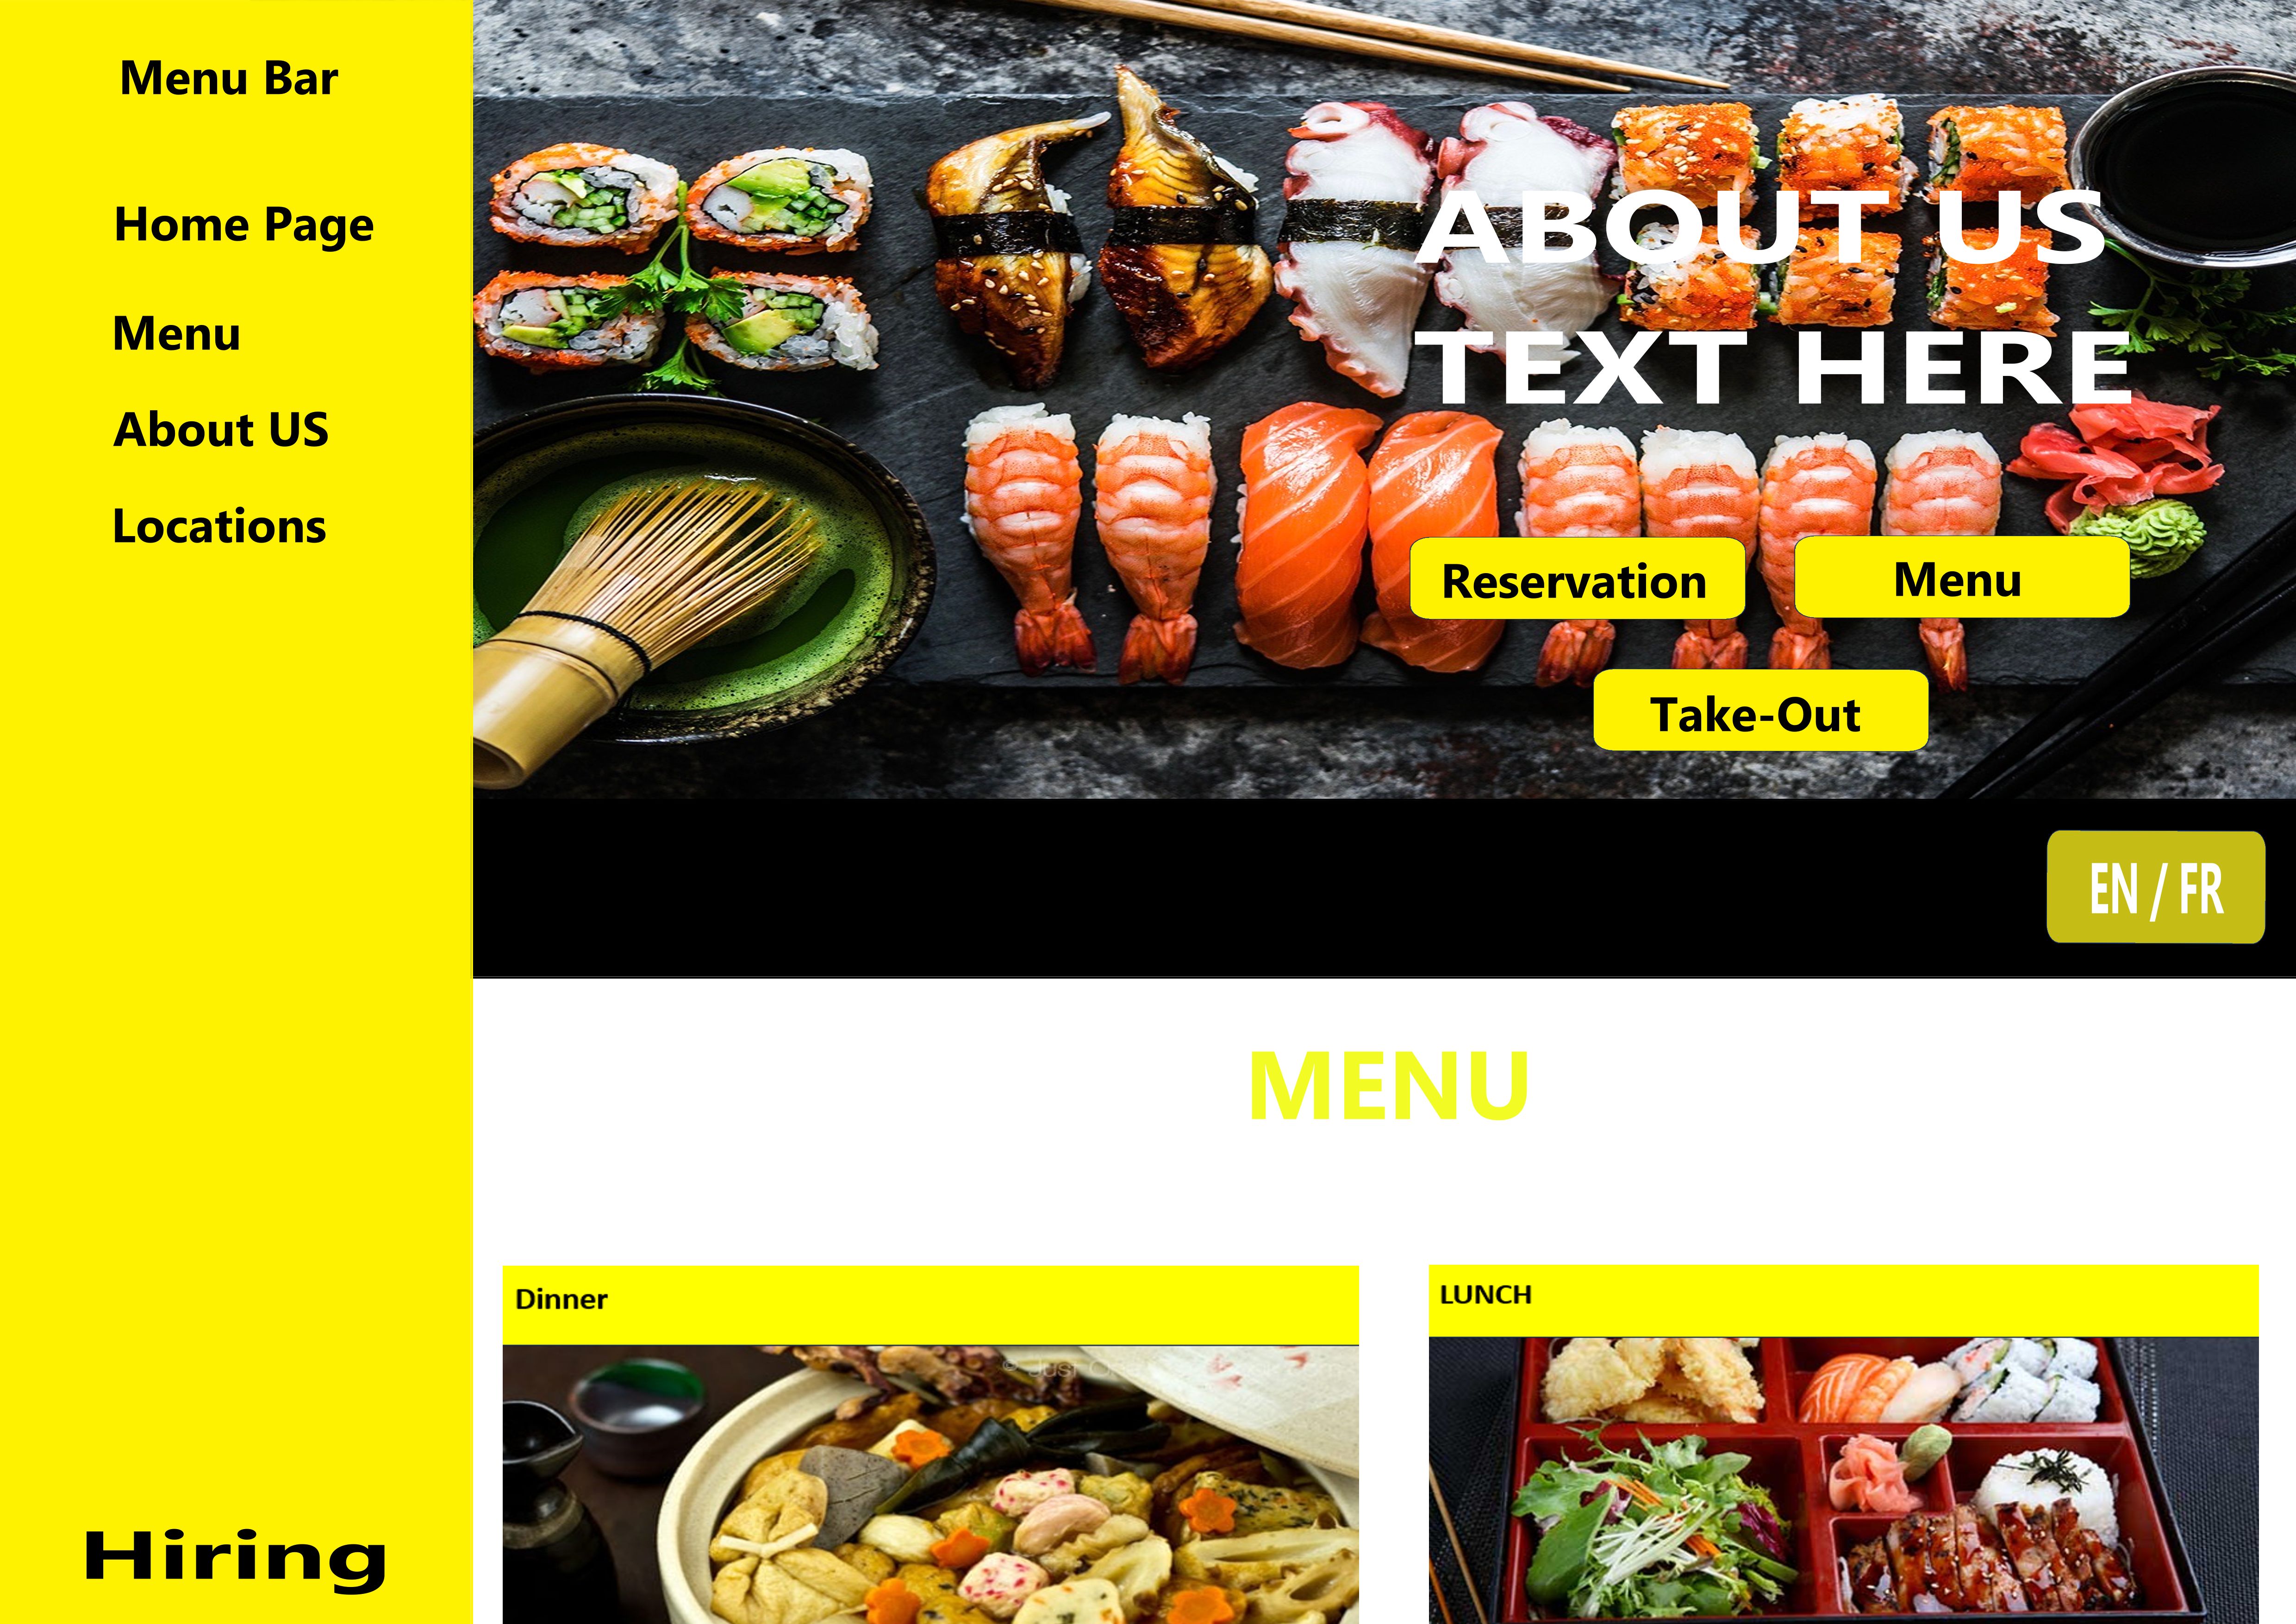 Menu Bar
Home Page
Menu
About US
Locations
Hiring
ABOUT US
TEXT HERE
Reservation
Menu
Take-Out
EN / FR
MENU
Dinner
LUNCH